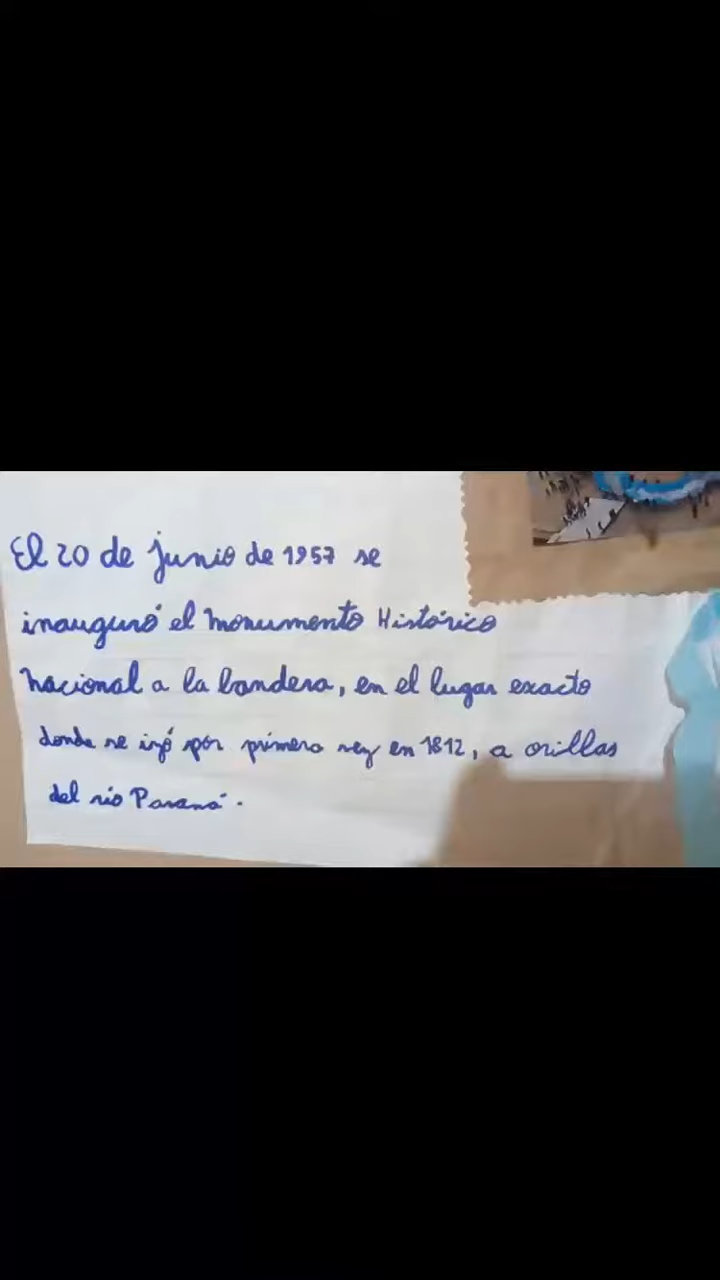 El 20 de junio de 1957 se
inauguró el monumento Histórico
nacional a la bandera, en el lugar exacto
donde se izó por primera vez en 1812, a orillas
del río Paraná.